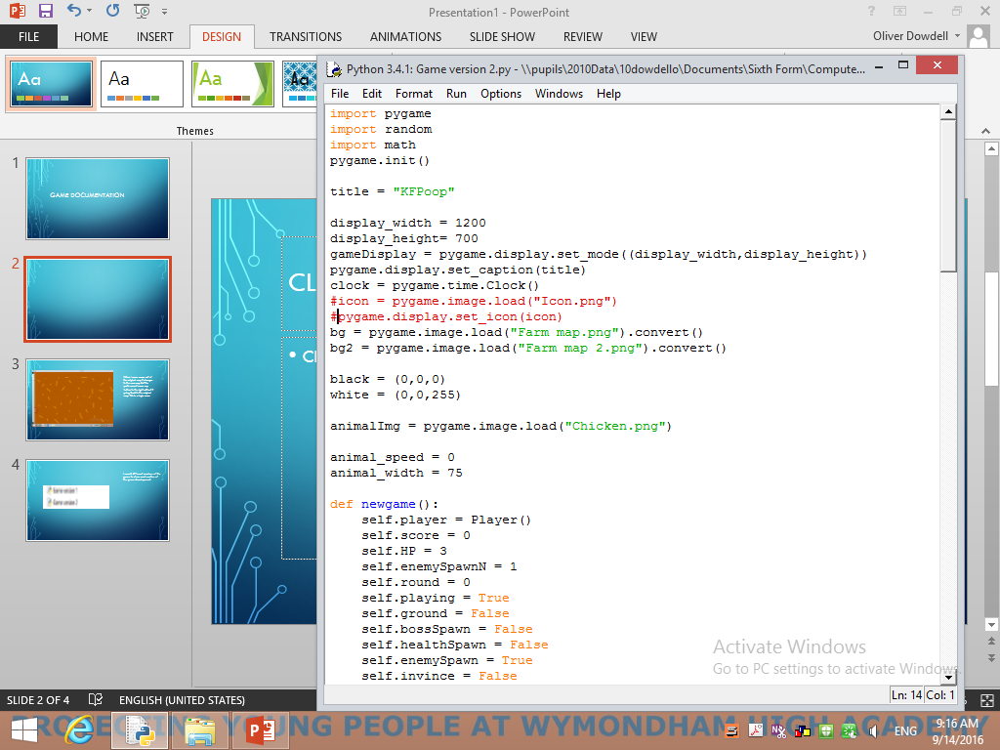 Presentation1 - PowerPoint
FILE HOME INSERT DESIGN TRANSITIONS ANIMATIONS SLIDE SHOW REVIEW VIEW
Oliver Dowdell
Aa Aa Aa Aa
Themes
1
GAME DOCUMENTATION
2
3
4
CL
• Cl
Python 3.4.1: Game version 2.py - \\pupils\2010Data\10dowdello\Documents\Sixth Form\Compute...
File Edit Format Run Options Windows Help
import pygame
import random
import math
pygame.init()
title = "KFPoop"
display_width = 1200
display_height= 700
gameDisplay = pygame.display.set_mode((display_width,display_height))
pygame.display.set_caption(title)
clock = pygame.time.Clock()
#icon = pygame.image.load("Icon.png")
#pygame.display.set_icon(icon)
bg = pygame.image.load("Farm map.png").convert()
bg2 = pygame.image.load("Farm map 2.png").convert()
black = (0,0,0)
white = (0,0,255)
animalImg = pygame.image.load("Chicken.png")
animal_speed = 0
animal_width = 75
def newgame():
self.player = Player()
self.score = 0
self.HP = 3
self.enemySpawnN = 1
self.round = 0
self.playing = True
self.ground = False
self.bossSpawn = False
self.healthSpawn = False
self.enemySpawn = True
self.invince = False
Activate Windows
Go to PC settings to activate Windows.
Ln: 14 Col: 1
SLIDE 2 OF 4 ENGLISH (UNITED STATES)
PROTECTING YOUNG PEOPLE AT WYMONDHAM HIGH ACADEMY
ENG
9:16 AM
9/14/2016